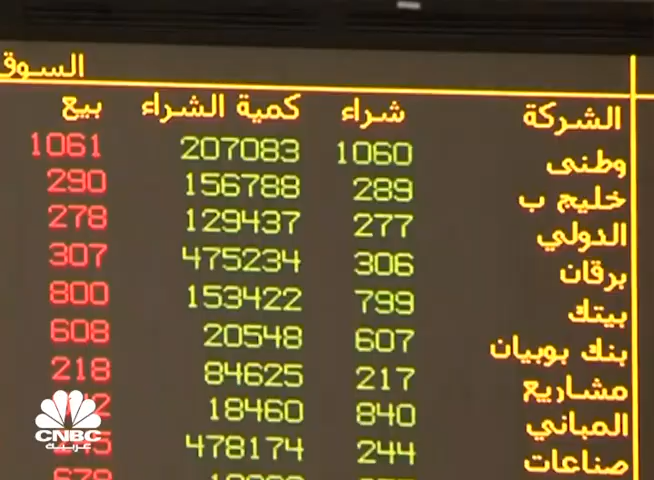 السوق
الشركة شراء كمية الشراء بيع
وطني 1060 207083 1061
خليج ب 289 156788 290
الدولي 277 129437 278
برقان 306 475234 307
بيتك 799 153422 800
بنك بوبيان 607 20548 608
مشاريع 217 84625 218
المباني 840 18460
صناعات 244 478174
CNBC
عربية